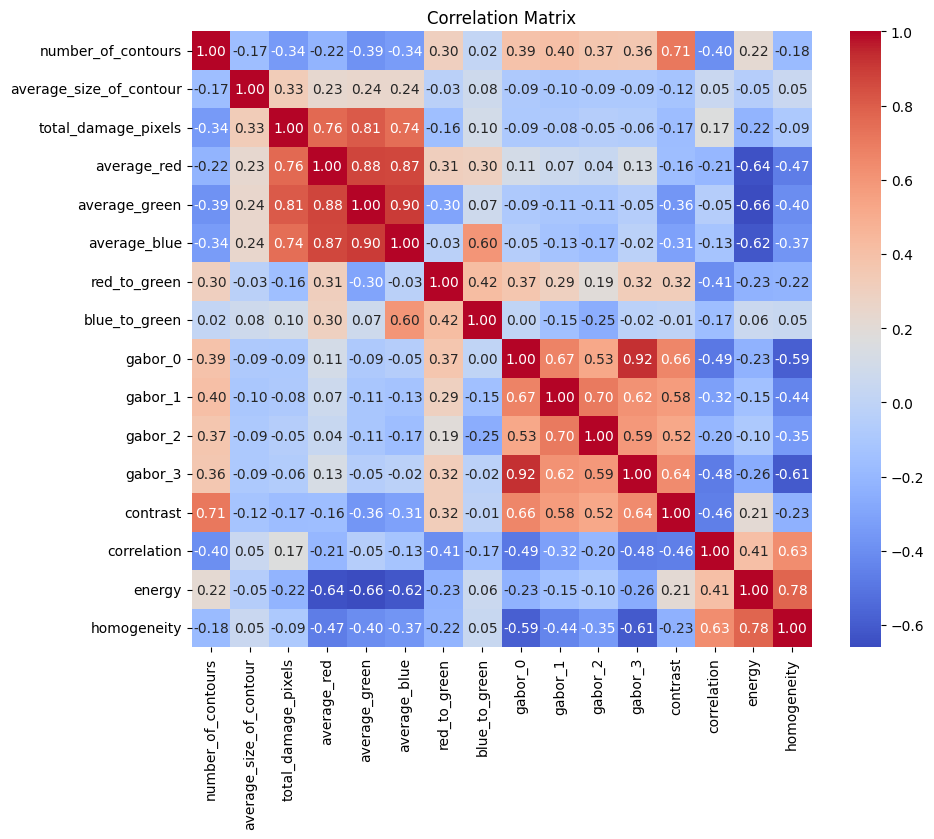 Correlation Matrix
number_of_contours 1.00 -0.17 -0.34 -0.22 -0.39 -0.34 0.30 0.02 0.39 0.40 0.37 0.36 0.71 -0.40 0.22 -0.18
average_size_of_contour -0.17 1.00 0.33 0.23 0.24 0.24 -0.03 0.08 -0.09 -0.10 -0.09 -0.09 -0.12 0.05 -0.05 0.05
total_damage_pixels -0.34 0.33 1.00 0.76 0.81 0.74 -0.16 0.10 -0.09 -0.08 -0.05 -0.06 -0.17 0.17 -0.22 -0.09
average_red -0.22 0.23 0.76 1.00 0.88 0.87 0.31 0.30 0.11 0.07 0.04 0.13 -0.16 -0.21 -0.64 -0.47
average_green -0.39 0.24 0.81 0.88 1.00 0.90 -0.30 0.07 -0.09 -0.11 -0.11 -0.05 -0.36 -0.05 -0.66 -0.40
average_blue -0.34 0.24 0.74 0.87 0.90 1.00 -0.03 0.60 -0.05 -0.13 -0.17 -0.02 -0.31 -0.13 -0.62 -0.37
red_to_green 0.30 -0.03 -0.16 0.31 -0.30 -0.03 1.00 0.42 0.37 0.29 0.19 0.32 0.32 -0.41 -0.23 -0.22
blue_to_green 0.02 0.08 0.10 0.30 0.07 0.60 0.42 1.00 0.00 -0.15 -0.25 -0.02 -0.01 -0.17 0.06 0.05
gabor_0 0.39 -0.09 -0.09 0.11 -0.09 -0.05 0.37 0.00 1.00 0.67 0.53 0.92 0.66 -0.49 -0.23 -0.59
gabor_1 0.40 -0.10 -0.08 0.07 -0.11 -0.13 0.29 -0.15 0.67 1.00 0.70 0.62 0.58 -0.32 -0.15 -0.44
gabor_2 0.37 -0.09 -0.05 0.04 -0.11 -0.17 0.19 -0.25 0.53 0.70 1.00 0.59 0.52 -0.20 -0.10 -0.35
gabor_3 0.36 -0.09 -0.06 0.13 -0.05 -0.02 0.32 -0.02 0.92 0.62 0.59 1.00 0.64 -0.48 -0.26 -0.61
contrast 0.71 -0.12 -0.17 -0.16 -0.36 -0.31 0.32 -0.01 0.66 0.58 0.52 0.64 1.00 -0.46 0.21 -0.23
correlation -0.40 0.05 0.17 -0.21 -0.05 -0.13 -0.41 -0.17 -0.49 -0.32 -0.20 -0.48 -0.46 1.00 0.41 0.63
energy 0.22 -0.05 -0.22 -0.64 -0.66 -0.62 -0.23 0.06 -0.23 -0.15 -0.10 -0.26 0.21 0.41 1.00 0.78
homogeneity -0.18 0.05 -0.09 -0.47 -0.40 -0.37 -0.22 0.05 -0.59 -0.44 -0.35 -0.61 -0.23 0.63 0.78 1.00
number_of_contours
average_size_of_contour
total_damage_pixels
average_red
average_green
average_blue
red_to_green
blue_to_green
gabor_0
gabor_1
gabor_2
gabor_3
contrast
correlation
energy
homogeneity
1.0
0.8
0.6
0.4
0.2
0.0
-0.2
-0.4
-0.6